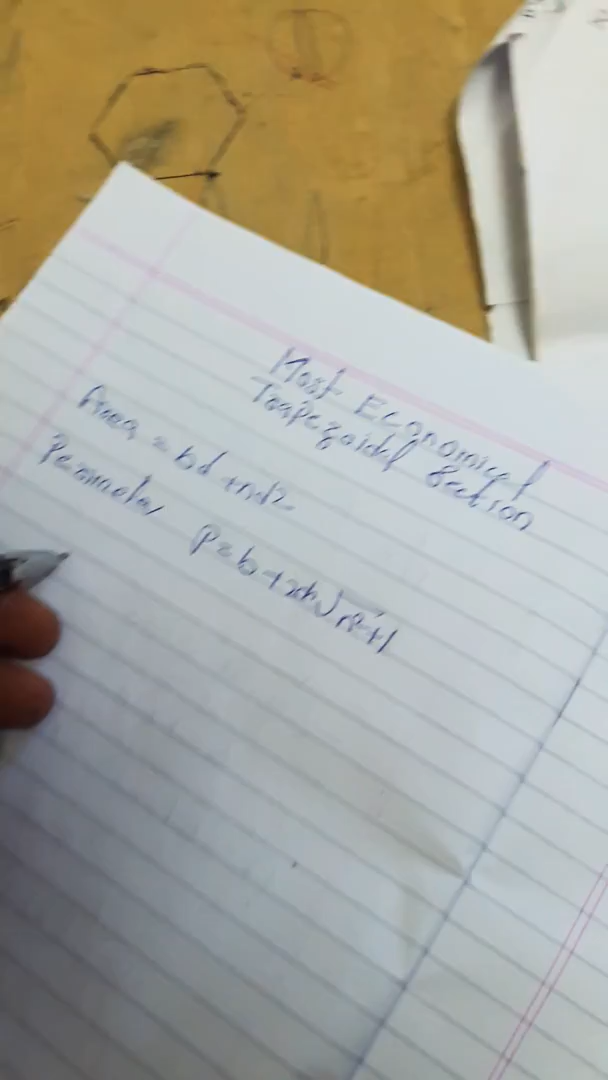 Most Economical
Trapezoidal Section
Area = bd + nd2
Perimeter, P = b + 2d√n²+1